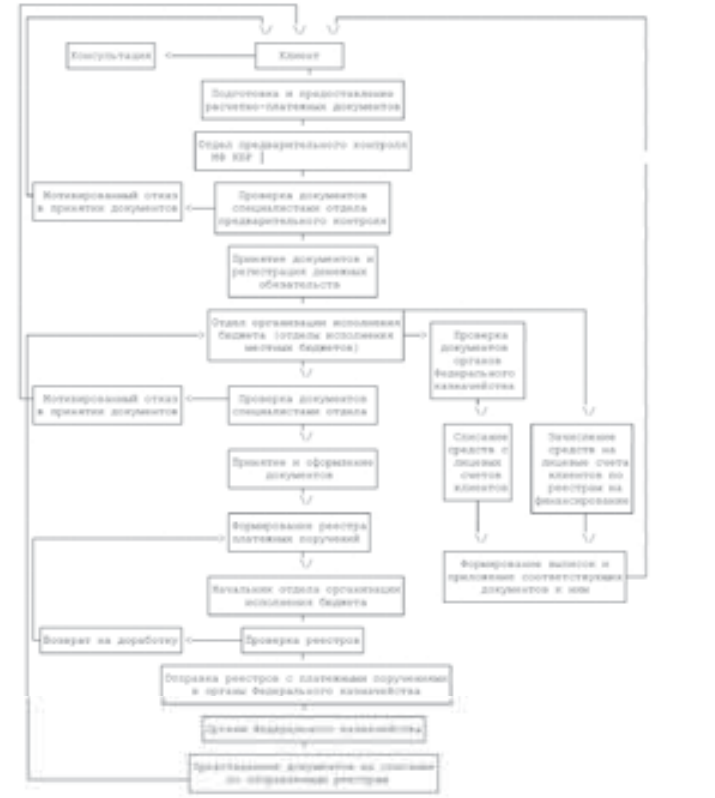 Консультация
Клиент
Подготовка и предоставление
расчетно-платежных документов
Отдел предварительного контроля
МФ КБР
Мотивированный отказ
в принятии документов
Проверка документов
специалистами отдела
предварительного контроля
Принятие документов и
регистрация денежных
обязательств
Отдел организации исполнения
бюджета (отделы исполнения
местных бюджетов)
Проверка
документов
органов
Федерального
казначейства
Мотивированный отказ
в принятии документов
Проверка документов
специалистами отдела
Списание
средств с
лицевых
счетов
клиентов
Зачисление
средств на
лицевые счета
клиентов по
реестрам на
финансирование
Принятие и оформление
документов
Формирование реестра
платежных поручений
Формирование выписок и
приложение соответствующих
документов к ним
Начальник отдела организации
исполнения бюджета
Возврат на доработку
Проверка реестров
Отправка реестров с платежными поручениями
в органы Федерального казначейства
Органы Федерального казначейства
Представление документов на списание
по отправленным реестрам